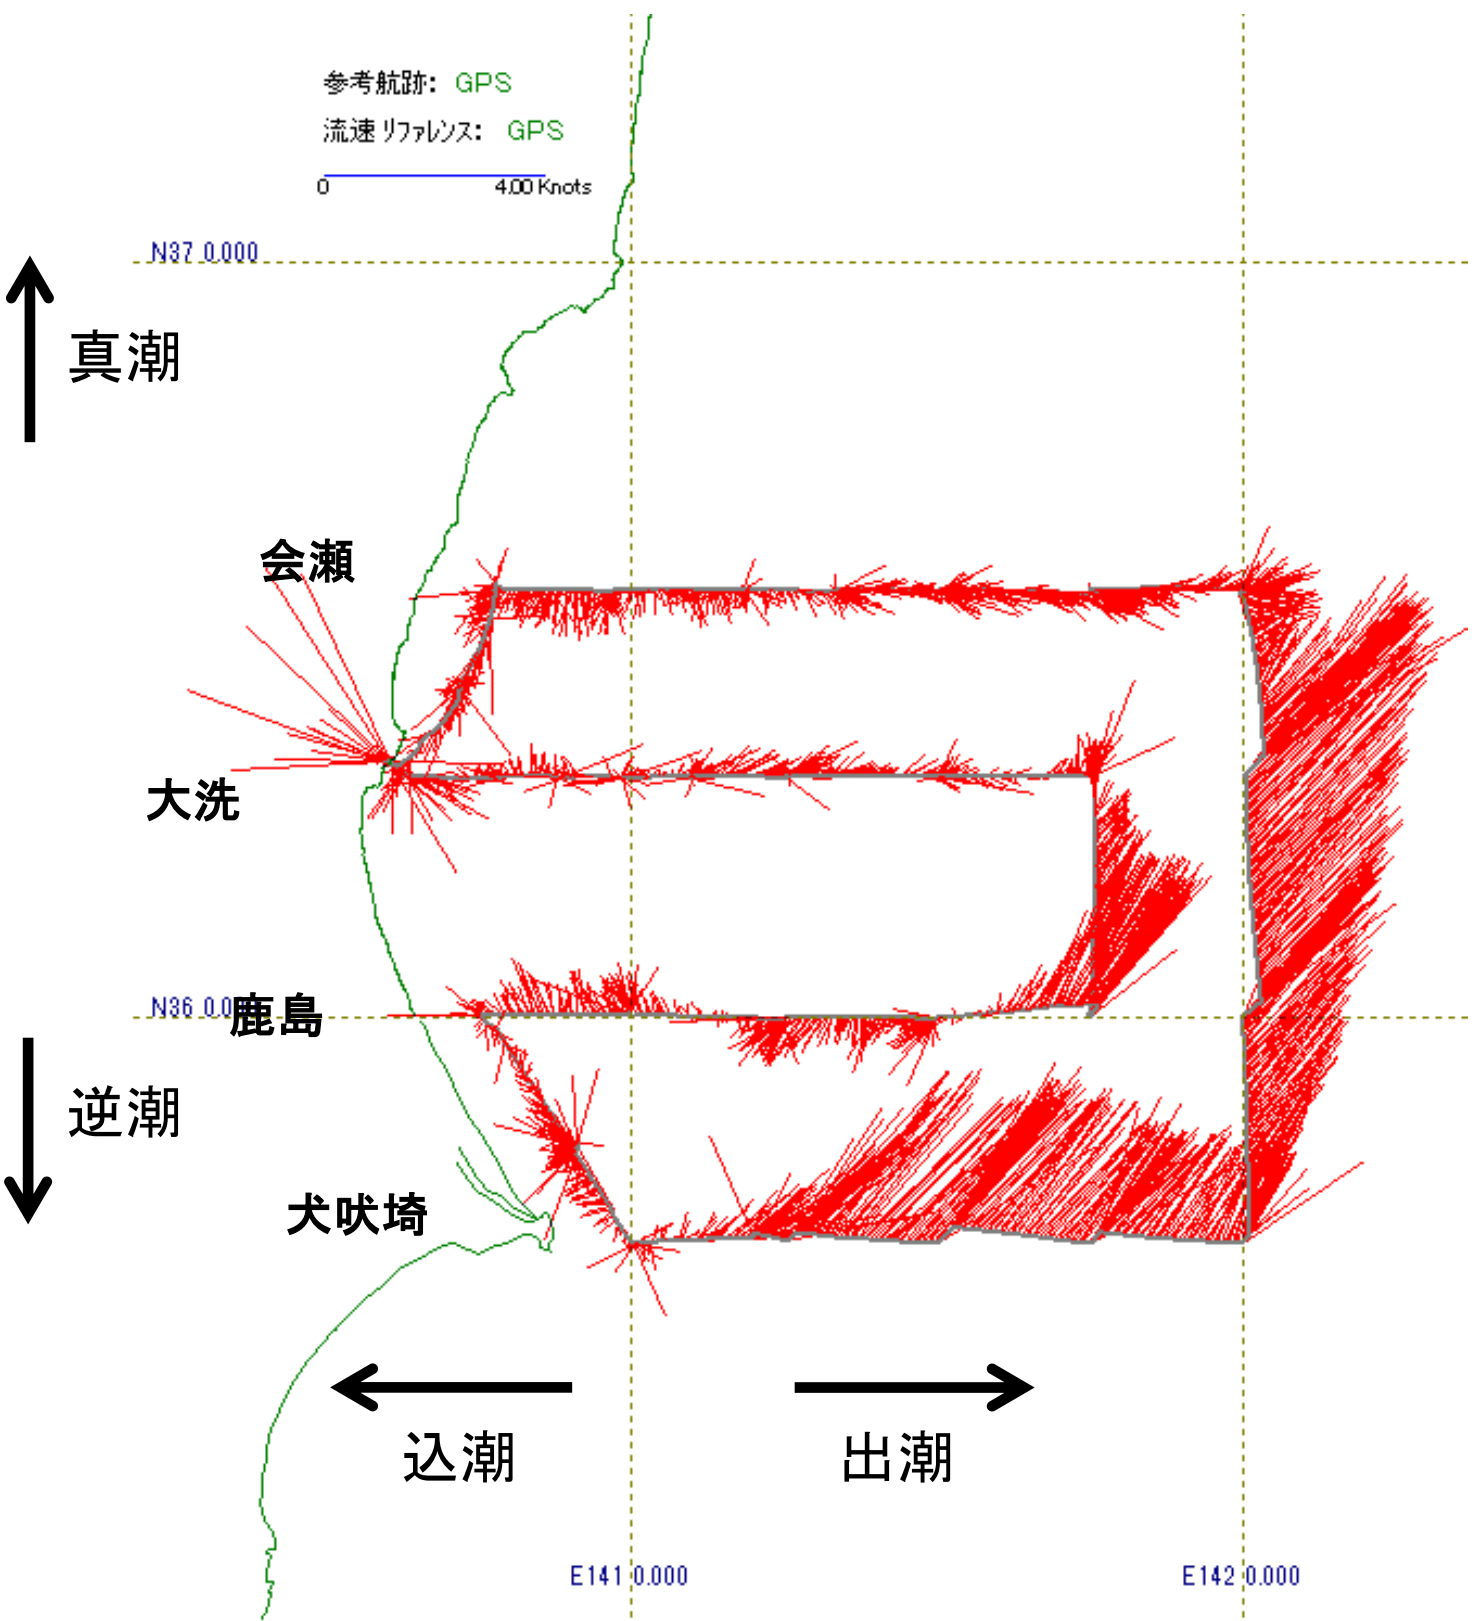 参考航跡: GPS
流速 リファレンス: GPS
0 4.00 Knots
N37 0.000
真潮
会瀬
大洗
N36 0.000
鹿島
逆潮
犬吠埼
込潮
出潮
E141 0.000
E142 0.000